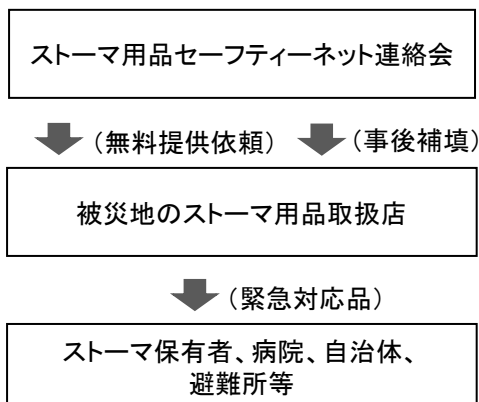 ストーマ用品セーフティーネット連絡会
(無料提供依頼) (事後補填)
被災地のストーマ用品取扱店
(緊急対応品)
ストーマ保有者、病院、自治体、
避難所等